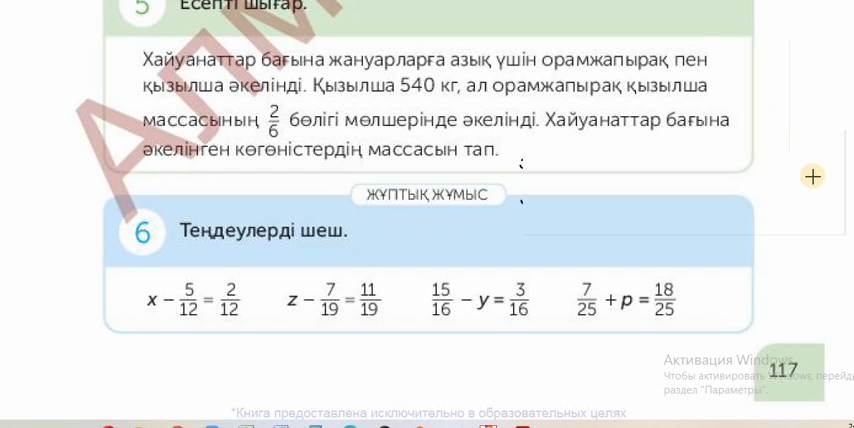 5 Есепті шығар.
Хайуанаттар бағына жануарларға азық үшін орамжапырақ пен
қызылша әкелінді. Қызылша 540 кг, ал орамжапырақ қызылша
массасының 2/6 бөлігі мөлшерінде әкелінді. Хайуанаттар бағына
әкелінген көгөністердің массасын тап.
ЖҰПТЫҚ ЖҰМЫС
6 Теңдеулерді шеш.
x − 5/12 = 2/12 z − 7/19 = 11/19 15/16 − y = 3/16 7/25 + p = 18/25
Активация Windows
Чтобы активировать Windows, перейди
раздел "Параметры".
117
*Книга предоставлена исключительно в образовательных целях